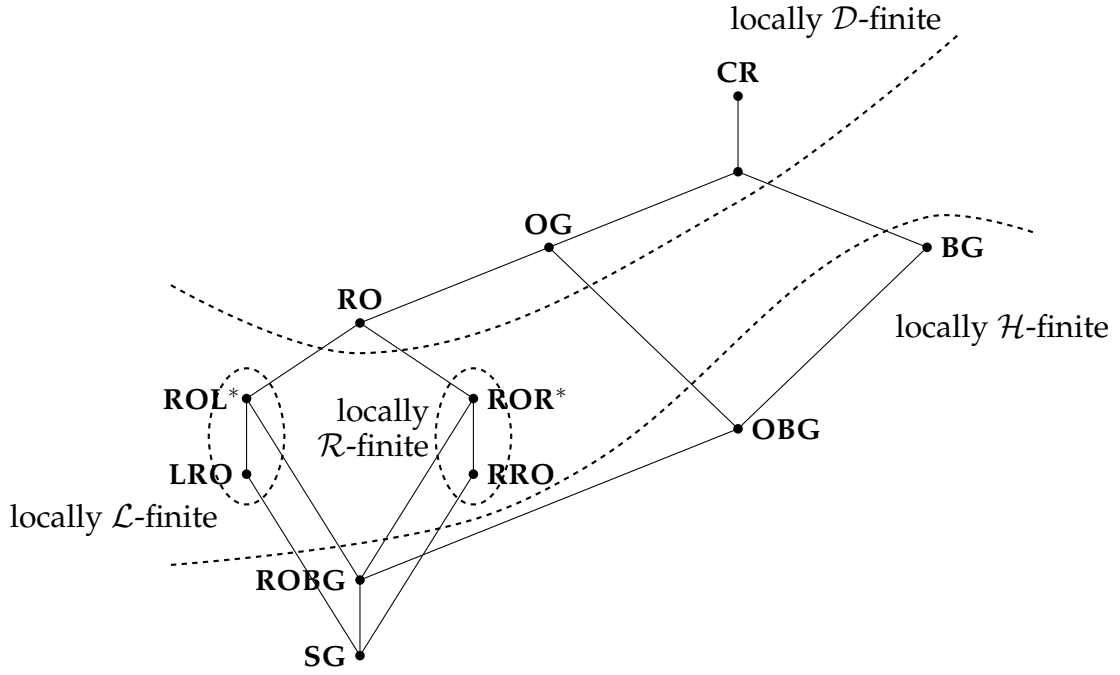 locally 𝒟-finite
CR
OG
BG
RO
locally ℋ-finite
ROL*
ROR*
locally
ℛ-finite
OBG
LRO
RRO
locally ℒ-finite
ROBG
SG